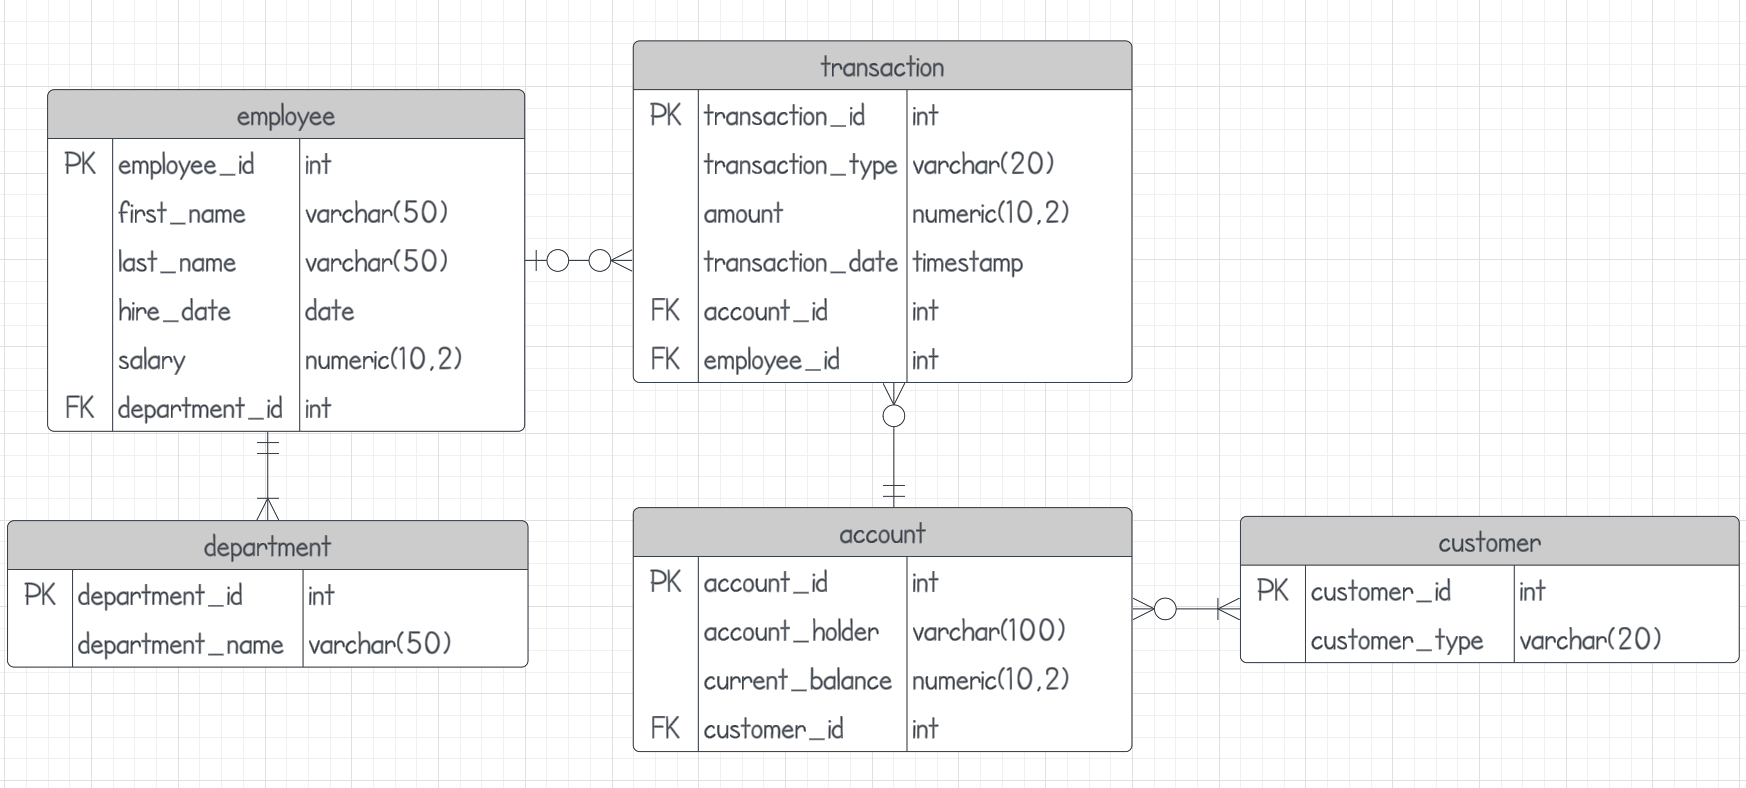 transaction
PK transaction_id int
transaction_type varchar(20)
amount numeric(10,2)
transaction_date timestamp
FK account_id int
FK employee_id int
employee
PK employee_id int
first_name varchar(50)
last_name varchar(50)
hire_date date
salary numeric(10,2)
FK department_id int
department
PK department_id int
department_name varchar(50)
account
PK account_id int
account_holder varchar(100)
current_balance numeric(10,2)
FK customer_id int
customer
PK customer_id int
customer_type varchar(20)